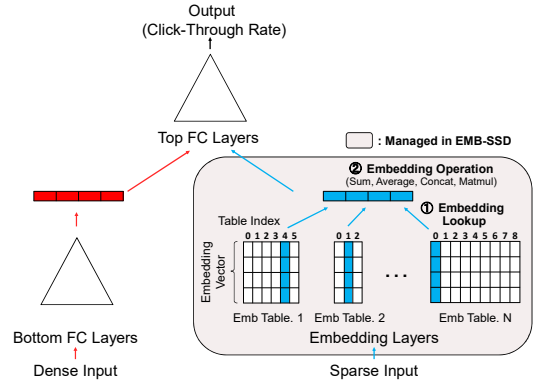 Output
(Click-Through Rate)
Top FC Layers
: Managed in EMB-SSD
② Embedding Operation
(Sum, Average, Concat, Matmul)
① Embedding
Lookup
Table Index
0 1 2 3 4 5
0 1 2
0 1 2 3 4 5 6 7 8
Embedding
Vector
...
Emb Table. 1
Emb Table. 2
Emb Table. N
Bottom FC Layers
Embedding Layers
Dense Input
Sparse Input